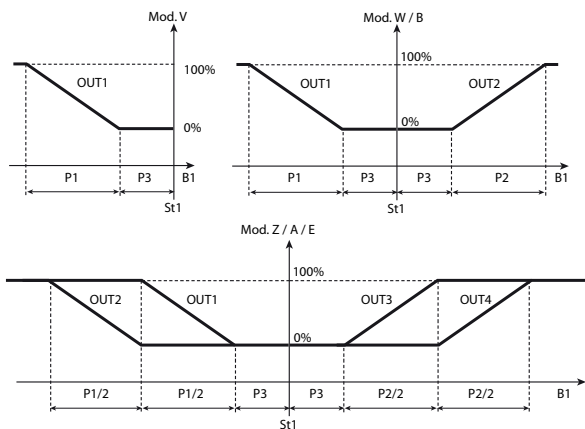 Mod. V
100%
OUT1
0%
P1 P3 B1
St1
Mod. W / B
100%
OUT1 OUT2
0%
P1 P3 P3 P2 B1
St1
Mod. Z / A / E
100%
OUT2 OUT1 OUT3 OUT4
0%
P1/2 P1/2 P3 P3 P2/2 P2/2 B1
St1